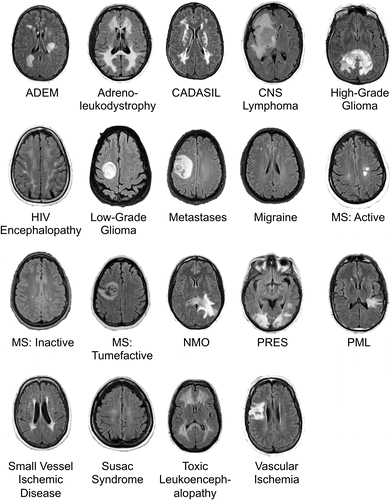 ADEM
Adreno-
leukodystrophy
CADASIL
CNS
Lymphoma
High-Grade
Glioma
HIV
Encephalopathy
Low-Grade
Glioma
Metastases
Migraine
MS: Active
MS: Inactive
MS:
Tumefactive
NMO
PRES
PML
Small Vessel
Ischemic
Disease
Susac
Syndrome
Toxic
Leukoenceph-
alopathy
Vascular
Ischemia